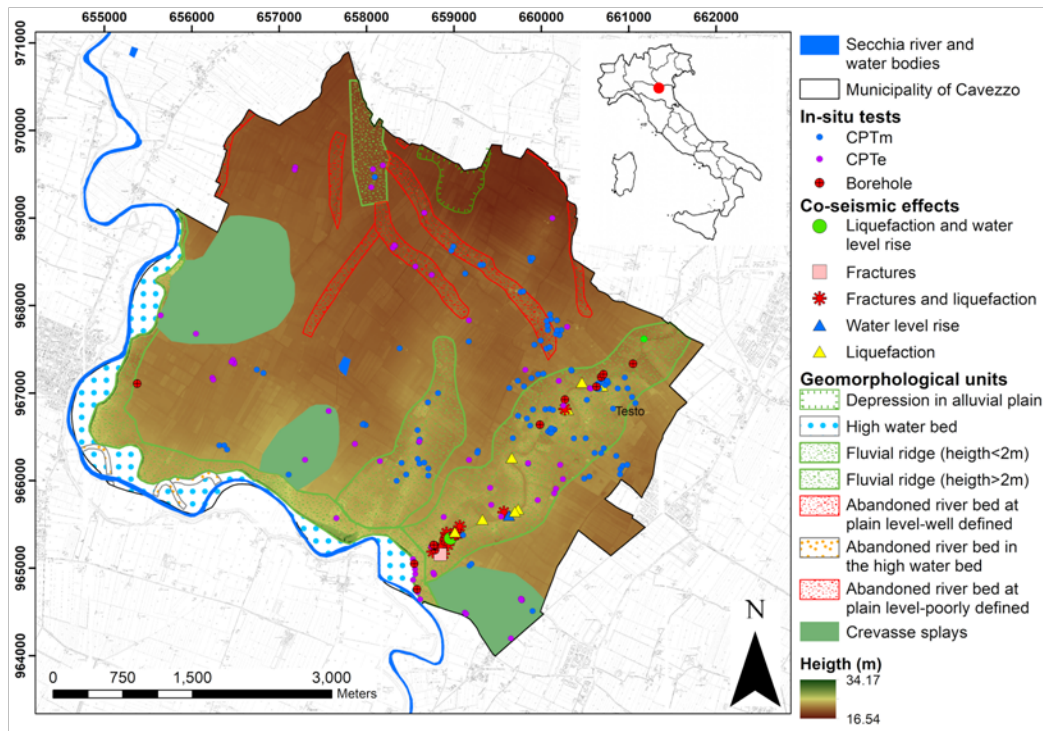 655000 656000 657000 658000 659000 660000 661000 662000
971000
970000
969000
968000
967000
966000
965000
964000
Testo
N
0 750 1,500 3,000
Meters
Secchia river and
water bodies
Municipality of Cavezzo
In-situ tests
CPTm
CPTe
Borehole
Co-seismic effects
Liquefaction and water
level rise
Fractures
Fractures and liquefaction
Water level rise
Liquefaction
Geomorphological units
Depression in alluvial plain
High water bed
Fluvial ridge (heigth<2m)
Fluvial ridge (heigth>2m)
Abandoned river bed at
plain level-well defined
Abandoned river bed in
the high water bed
Abandoned river bed at
plain level-poorly defined
Crevasse splays
Heigth (m)
34.17
16.54